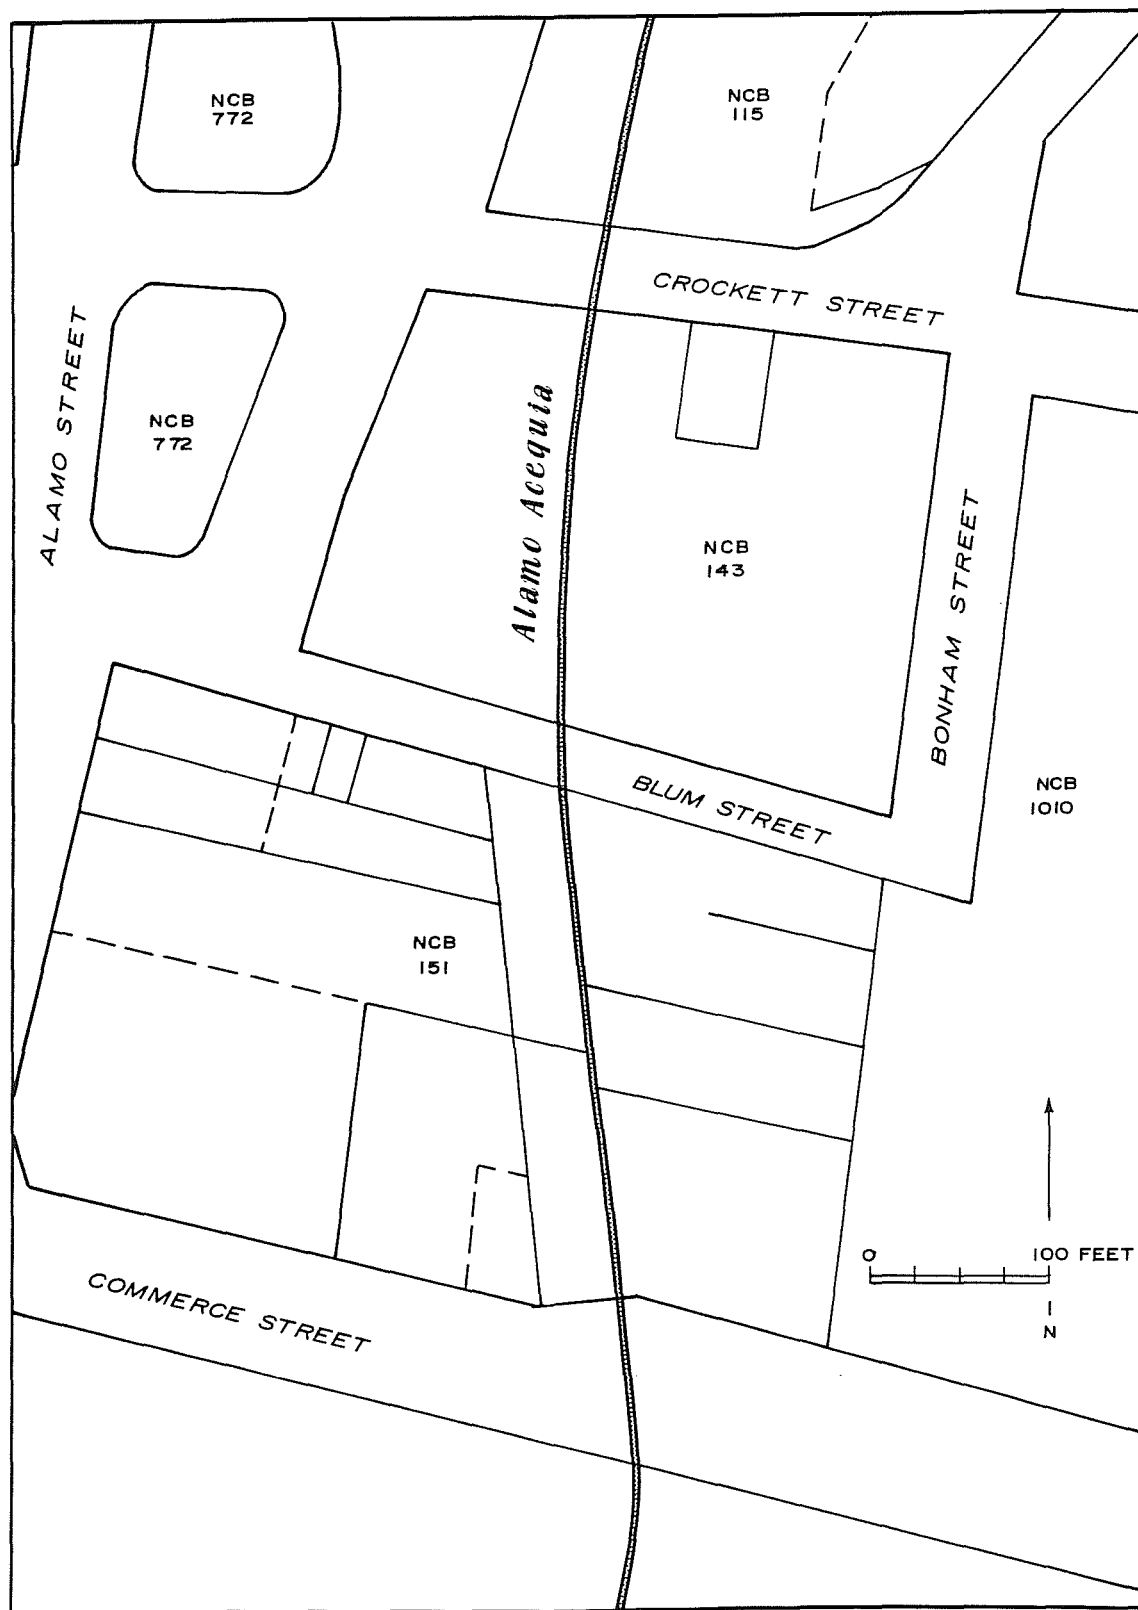 NCB
772
NCB
115
CROCKETT STREET
ALAMO STREET
NCB
772
Alamo Acequia
NCB
143
BONHAM STREET
BLUM STREET
NCB
1010
NCB
151
0 100 FEET
N
COMMERCE STREET